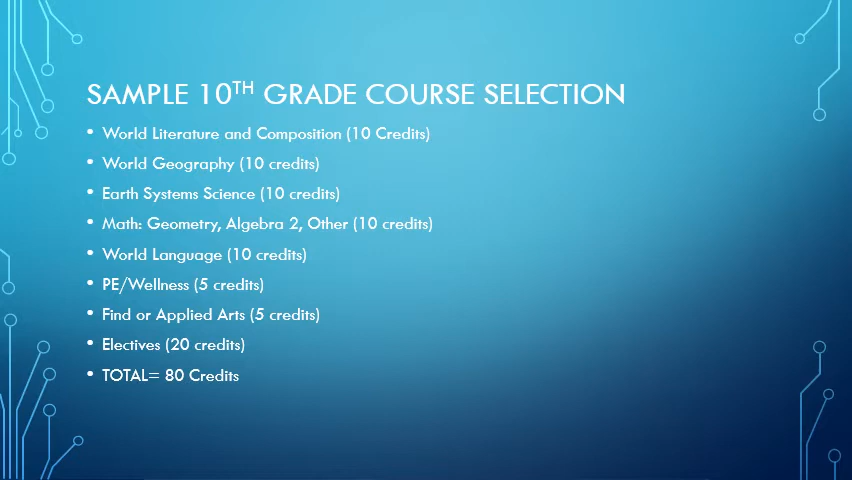 SAMPLE 10TH GRADE COURSE SELECTION
• World Literature and Composition (10 Credits)
• World Geography (10 credits)
• Earth Systems Science (10 credits)
• Math: Geometry, Algebra 2, Other (10 credits)
• World Language (10 credits)
• PE/Wellness (5 credits)
• Find or Applied Arts (5 credits)
• Electives (20 credits)
• TOTAL= 80 Credits